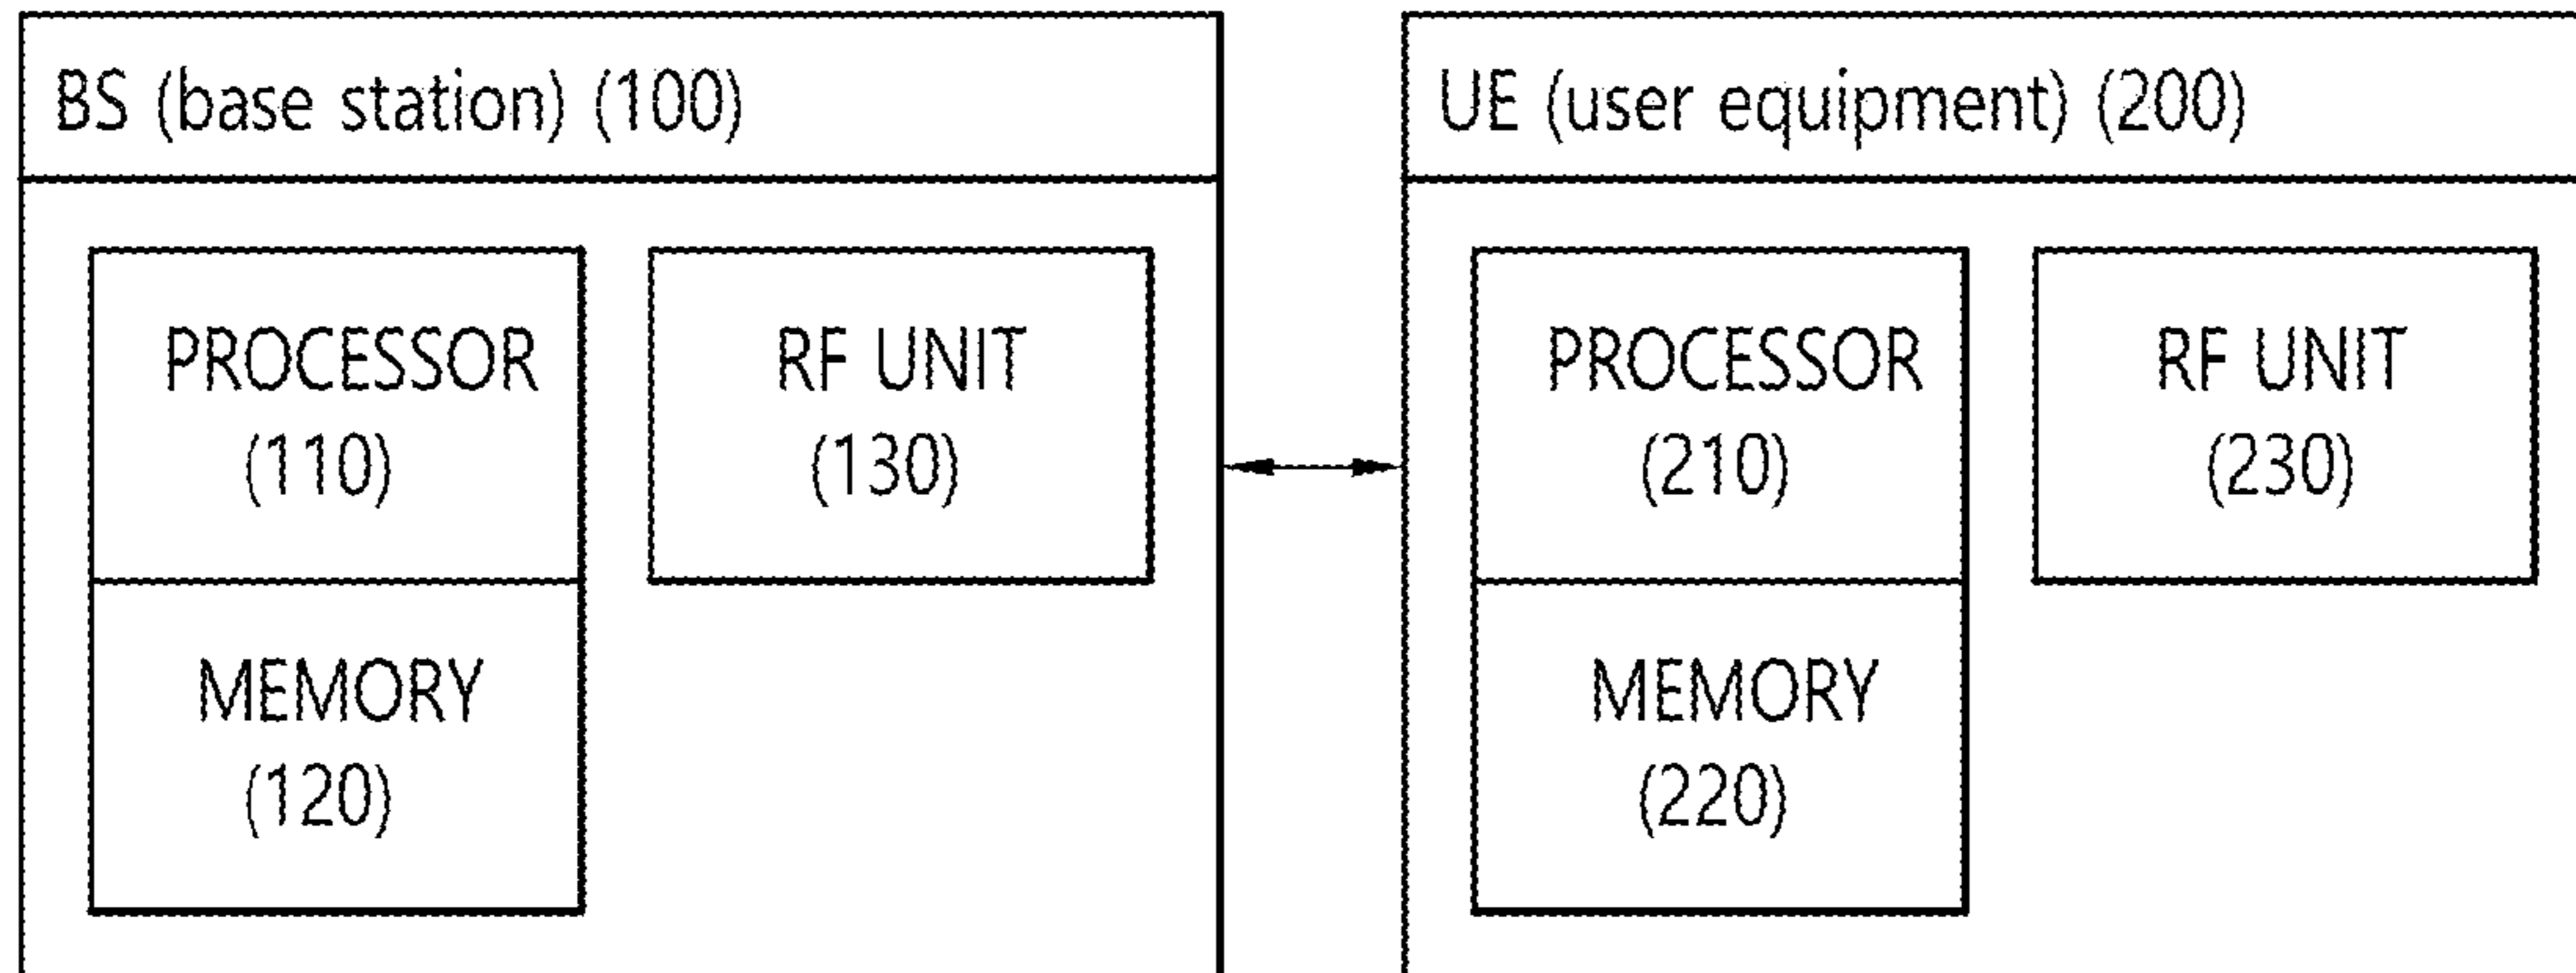 BS (base station) (100)
PROCESSOR
(110)
RF UNIT
(130)
MEMORY
(120)
UE (user equipment) (200)
PROCESSOR
(210)
RF UNIT
(230)
MEMORY
(220)